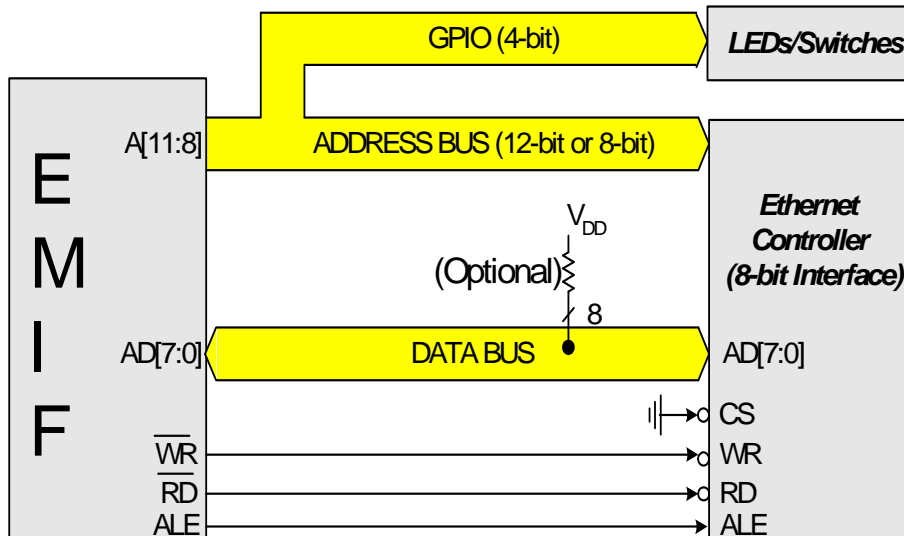 GPIO (4-bit)
LEDs/Switches
A[11:8]
ADDRESS BUS (12-bit or 8-bit)
E
M
I
F
Ethernet
Controller
(8-bit Interface)
VDD
(Optional)
8
AD[7:0]
DATA BUS
AD[7:0]
CS
WR
WR
RD
RD
ALE
ALE